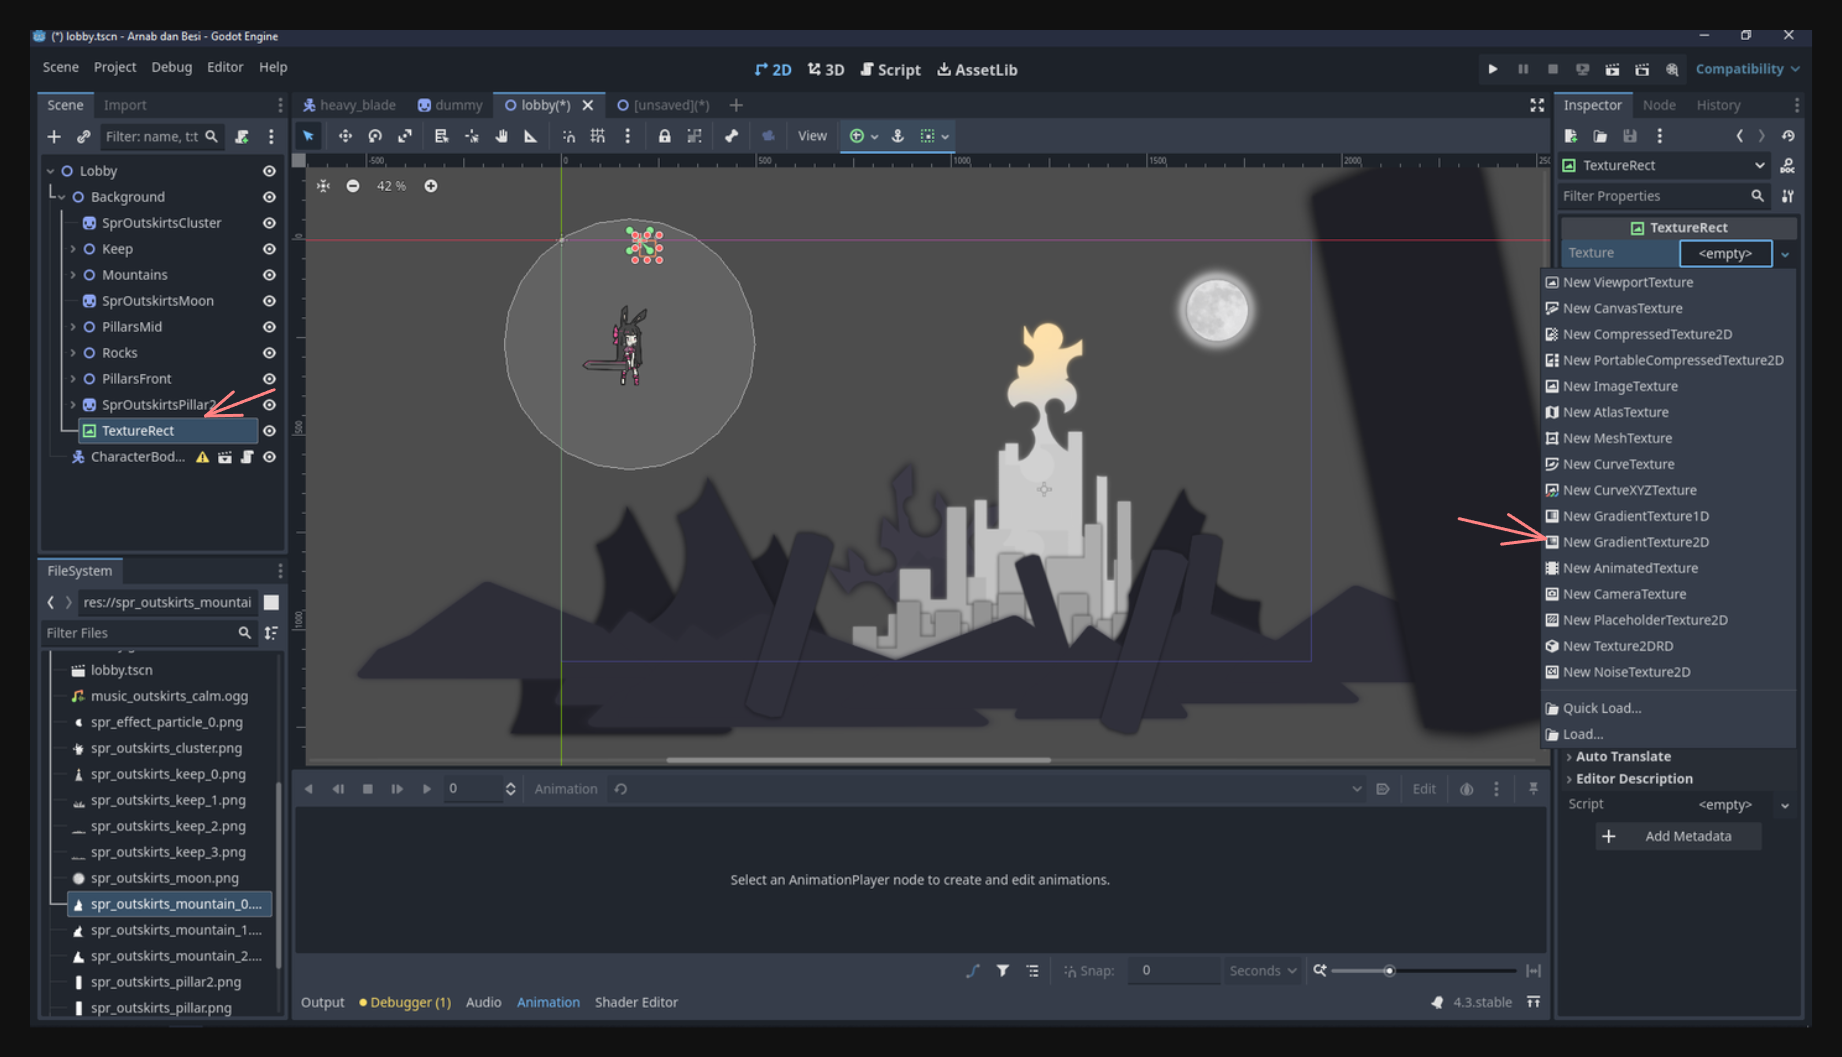 (*) lobby.tscn - Arnab dan Besi - Godot Engine
Scene Project Debug Editor Help
2D 3D Script AssetLib
Compatibility
Scene Import
Filter: name, t:t
Lobby
Background
SprOutskirtsCluster
Keep
Mountains
SprOutskirtsMoon
PillarsMid
Rocks
PillarsFront
SprOutskirtsPillar2
TextureRect
CharacterBod...
FileSystem
res://spr_outskirts_mountai
Filter Files
lobby.tscn
music_outskirts_calm.ogg
spr_effect_particle_0.png
spr_outskirts_cluster.png
spr_outskirts_keep_0.png
spr_outskirts_keep_1.png
spr_outskirts_keep_2.png
spr_outskirts_keep_3.png
spr_outskirts_moon.png
spr_outskirts_mountain_0....
spr_outskirts_mountain_1....
spr_outskirts_mountain_2....
spr_outskirts_pillar2.png
spr_outskirts_pillar.png
heavy_blade dummy lobby(*) [unsaved](*)
View
-500 0 500 1000 1500 2000 250
42 %
0
500
1000
0 Animation Edit
Select an AnimationPlayer node to create and edit animations.
Snap: 0 Seconds
Output Debugger (1) Audio Animation Shader Editor 4.3.stable
Inspector Node History
TextureRect
Filter Properties
TextureRect
Texture <empty>
New ViewportTexture
New CanvasTexture
New CompressedTexture2D
New PortableCompressedTexture2D
New ImageTexture
New AtlasTexture
New MeshTexture
New CurveTexture
New CurveXYZTexture
New GradientTexture1D
New GradientTexture2D
New AnimatedTexture
New CameraTexture
New PlaceholderTexture2D
New Texture2DRD
New NoiseTexture2D
Quick Load...
Load...
Auto Translate
Editor Description
Script <empty>
Add Metadata